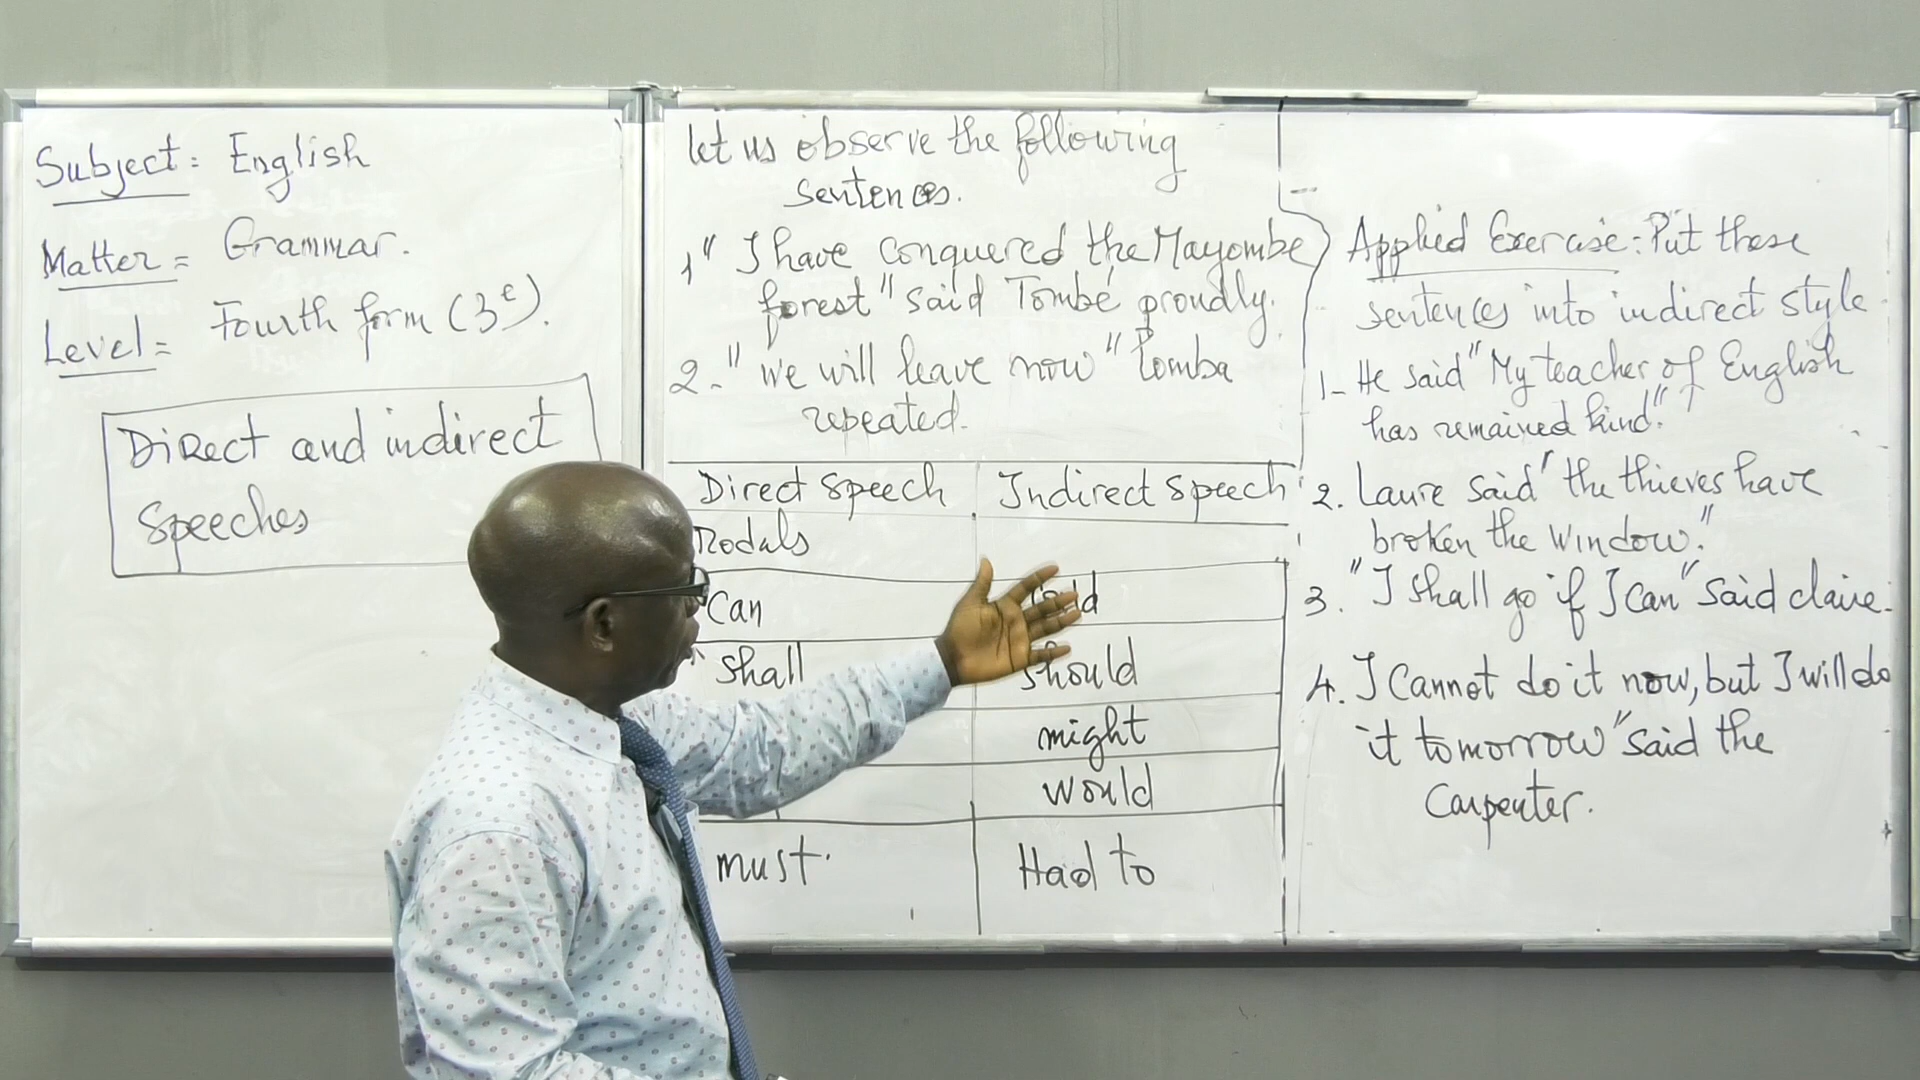 Subject: English
Matter = Grammar.
Level = Fourth form (3e).
Direct and indirect
Speeches
Let us observe the following
sentences.
1" I have conquered the Mayombe
forest" said Tombé proudly.
2-" we will leave now" Tomba
repeated.
Direct speech Indirect speech
Can
shall should
might
would
must. Had to
Applied Exercise: Put these
sentences into indirect style.
1- He said "My teacher of English
has remained kind".
2. Laure said "the thieves have
broken the window."
3. "I shall go if I can" said claire.
4. I cannot do it now, but I will do
it tomorrow" said the
Carpenter.